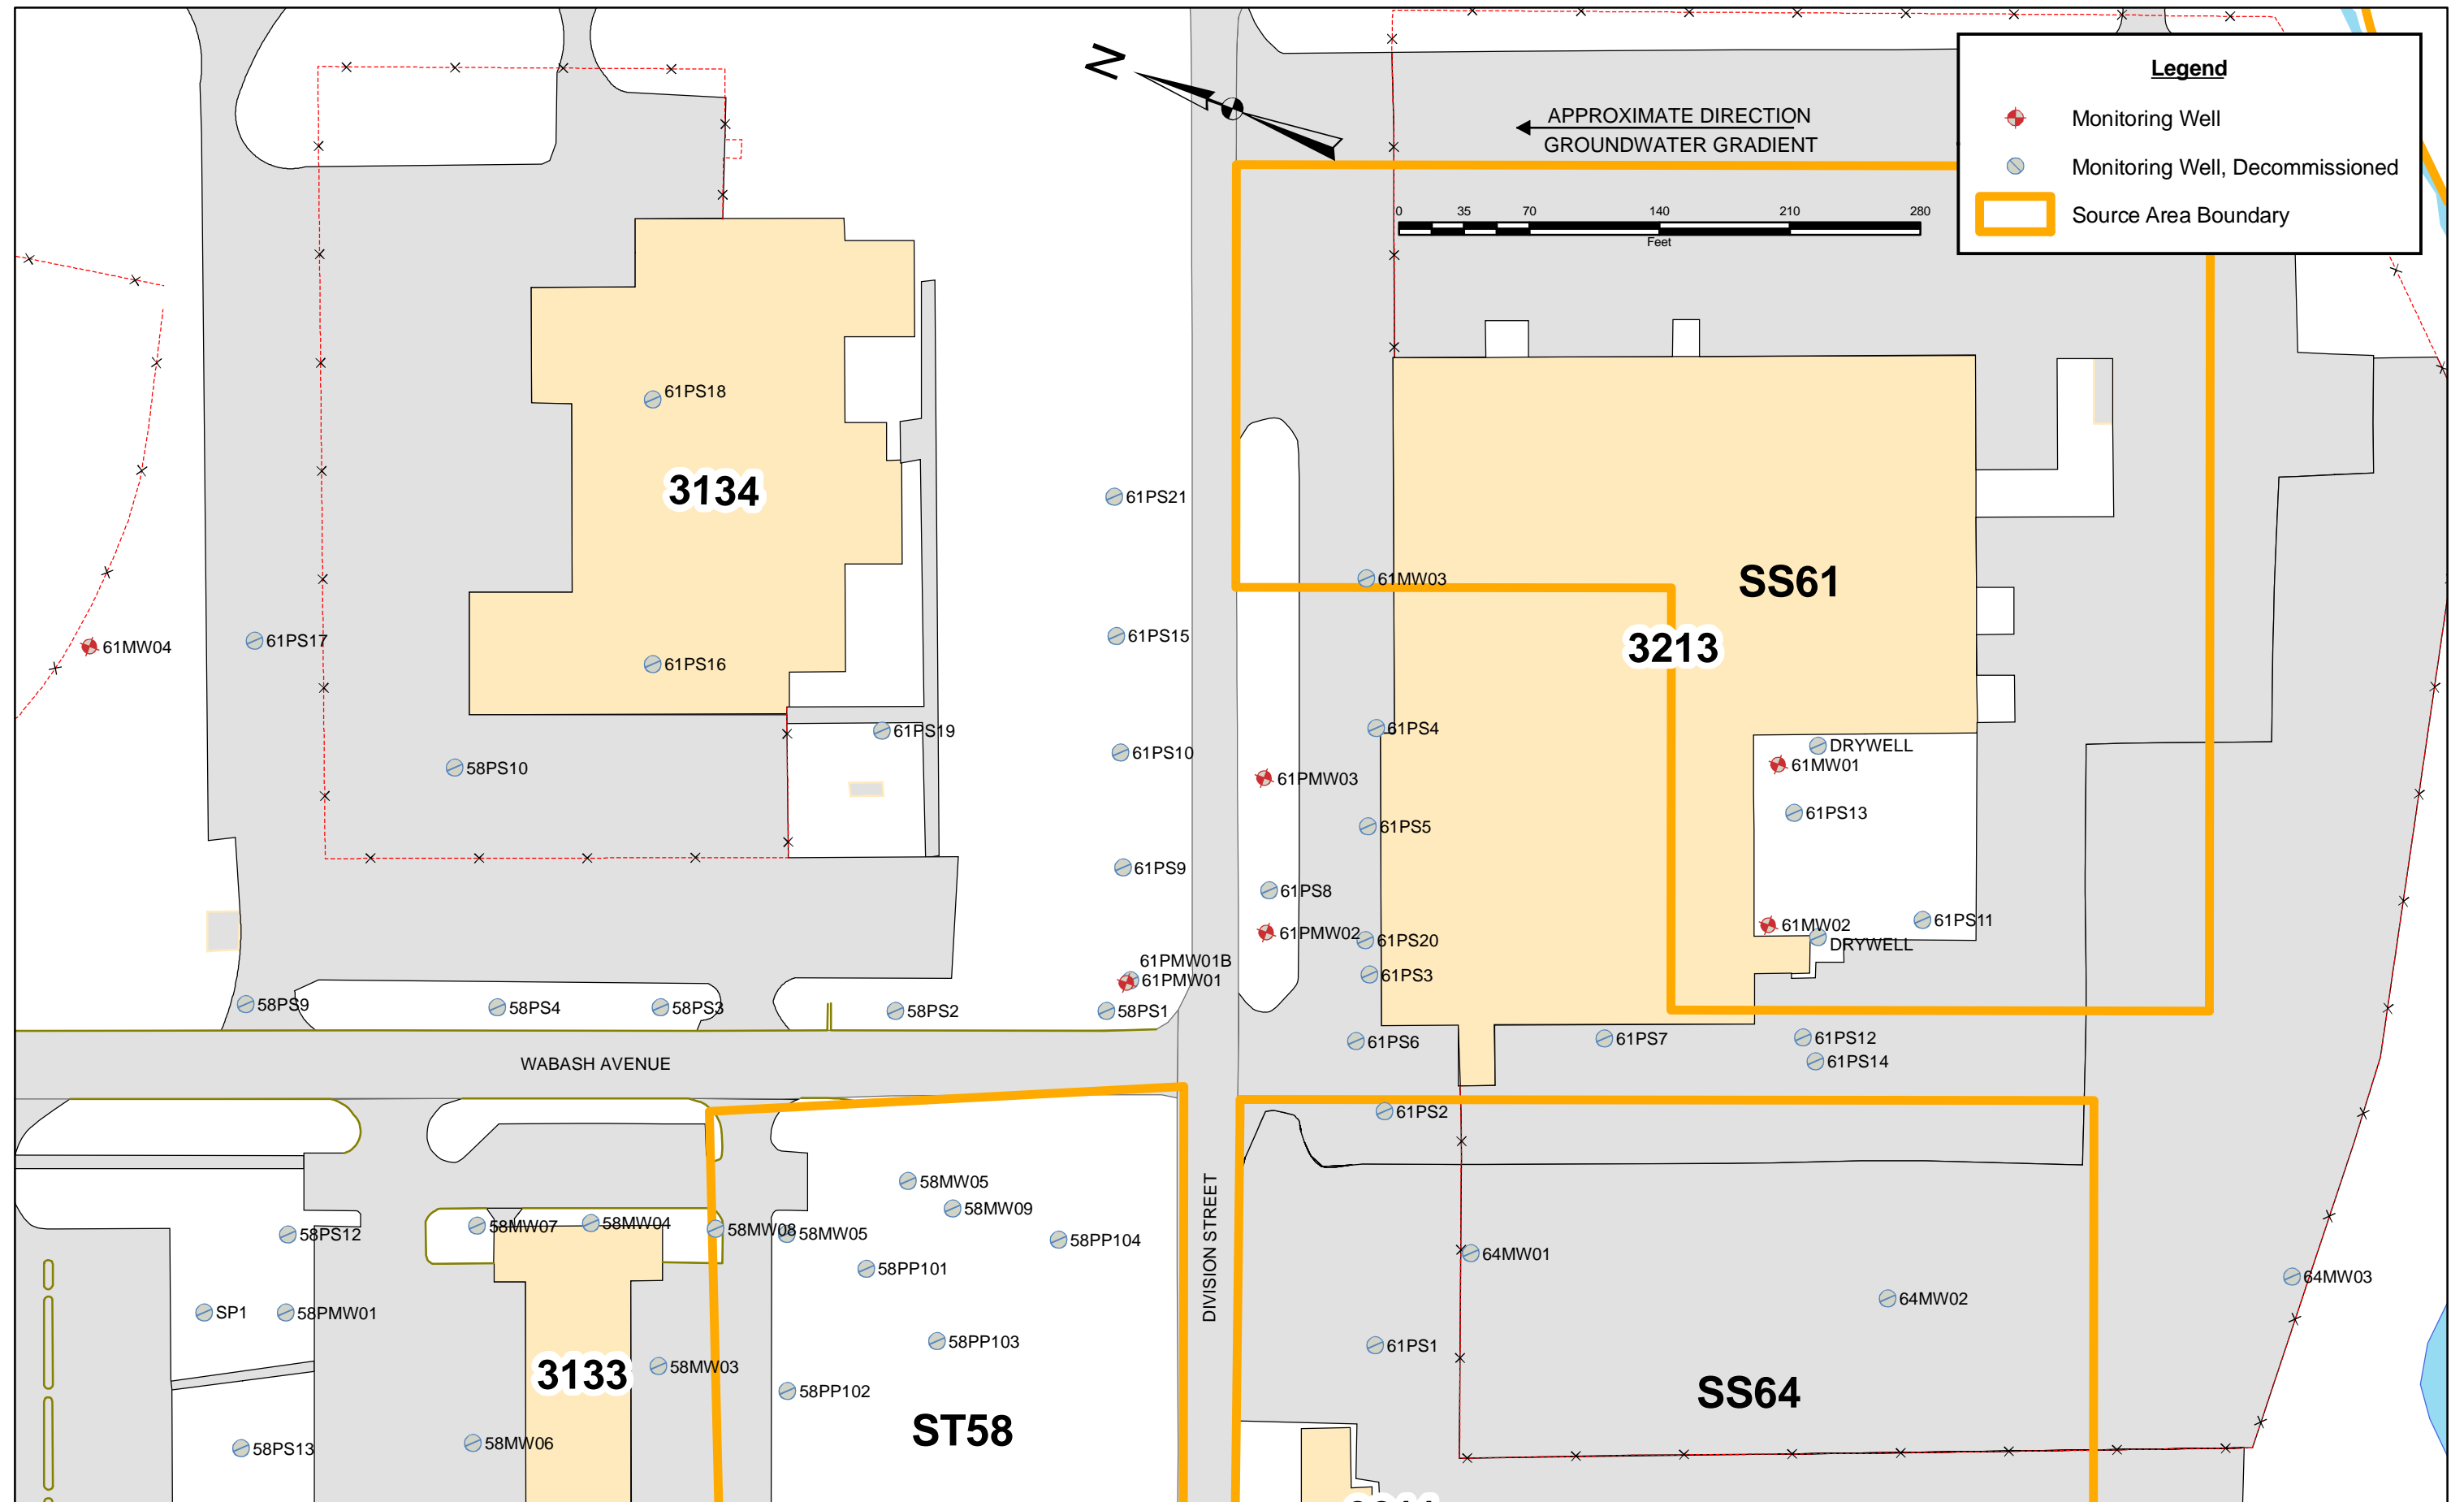 N
APPROXIMATE DIRECTION
GROUNDWATER GRADIENT
Legend
Monitoring Well
Monitoring Well, Decommissioned
Source Area Boundary
0 35 70 140 210 280
Feet
61PS18
3134
61PS21
61MW03
SS61
61MW04
61PS17
61PS16
61PS15
3213
61PS19
61PS10
61PS4
DRYWELL
61MW01
58PS10
61PMW03
61PS13
61PS5
61PS9
61PS8
61PMW02
61PS20
61MW02
61PS11
DRYWELL
61PMW01B
61PMW01
61PS3
58PS9
58PS4
58PS3
58PS2
58PS1
61PS6
61PS7
61PS12
61PS14
WABASH AVENUE
61PS2
58MW05
58MW09
58PS12
58MW07
58MW04
58MW08
58MW05
58PP104
DIVISION STREET
64MW01
58PP101
64MW03
64MW02
SP1
58PMW01
58PP103
61PS1
3133
58MW03
58PP102
SS64
ST58
58PS13
58MW06